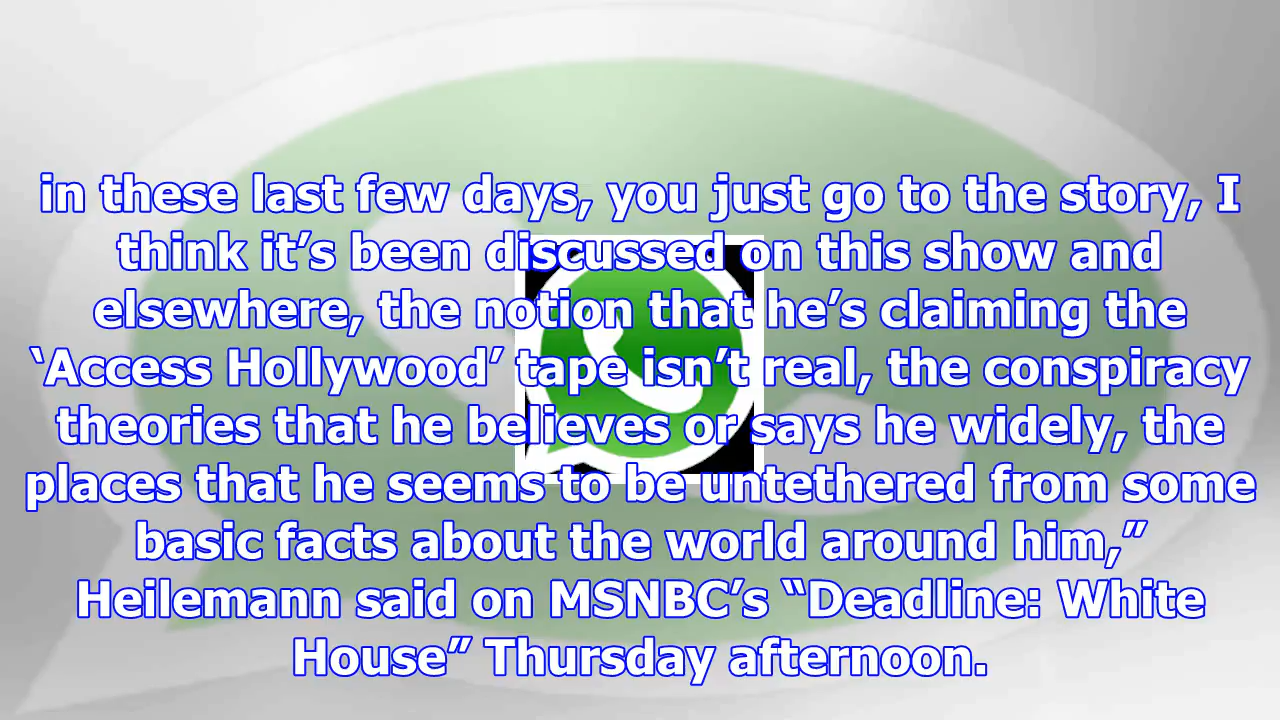 in these last few days, you just go to the story, I
think it’s been discussed on this show and
elsewhere, the notion that he’s claiming the
‘Access Hollywood’ tape isn’t real, the conspiracy
theories that he believes or says he widely, the
places that he seems to be untethered from some
basic facts about the world around him,”
Heilemann said on MSNBC’s “Deadline: White
House” Thursday afternoon.